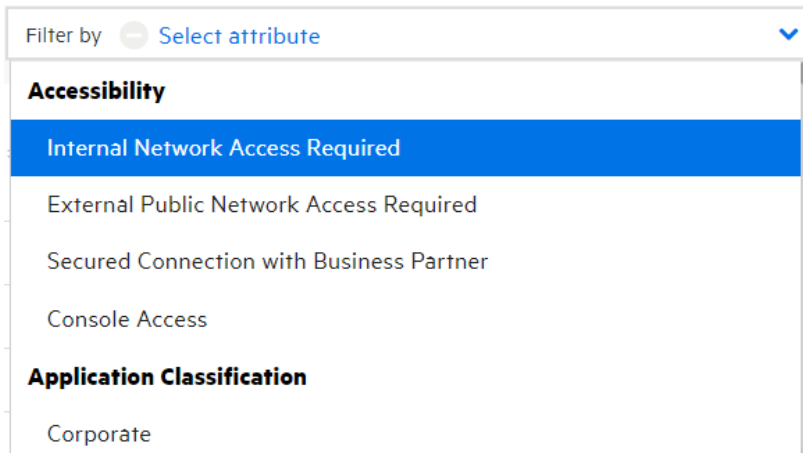 Filter by Select attribute
Accessibility
Internal Network Access Required
External Public Network Access Required
Secured Connection with Business Partner
Console Access
Application Classification
Corporate